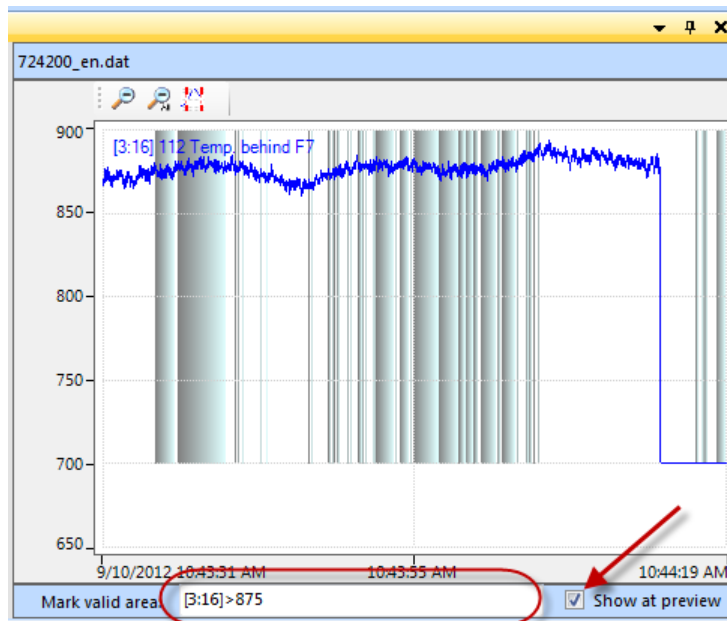 724200_en.dat
900
[3:16] 112 Temp. behind F7
850
800
750
700
650
9/10/2012 10:43:31 AM
10:43:55 AM
10:44:19 AM
Mark valid area:
[3:16]>875
Show at preview